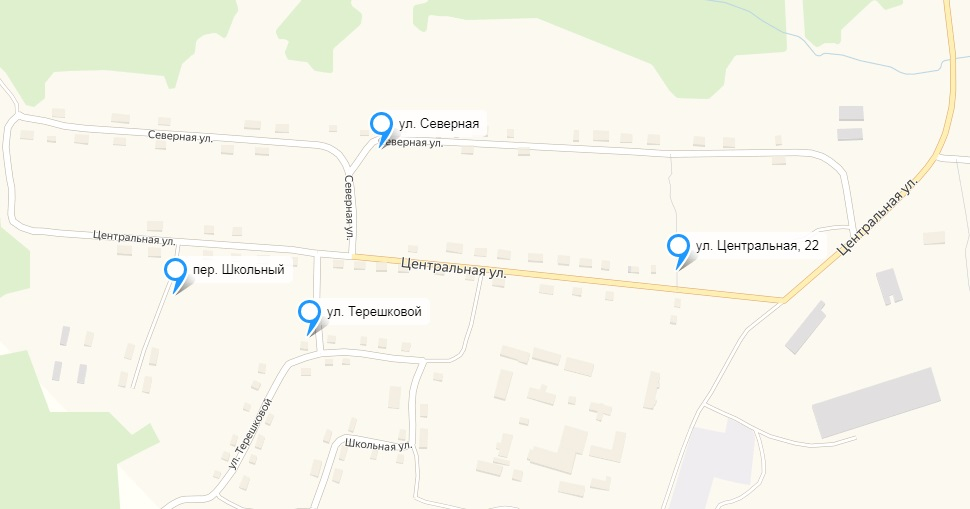 ул. Северная
Северная ул.
Северная ул.
Северная ул.
Центральная ул.
Центральная ул.
ул. Центральная, 22
Центральная ул.
пер. Школьный
ул. Терешковой
ул. Терешковой
Школьная ул.